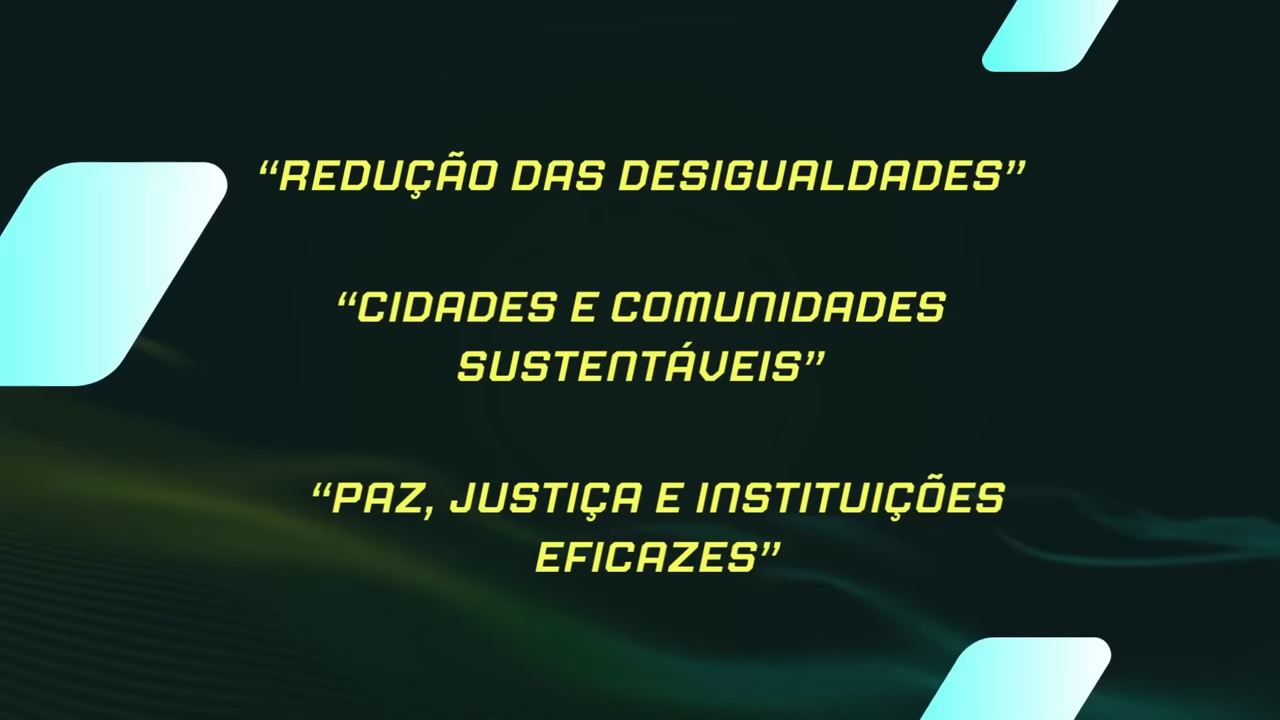 “REDUÇÃO DAS DESIGUALDADES”
“CIDADES E COMUNIDADES
SUSTENTÁVEIS”
“PAZ, JUSTIÇA E INSTITUIÇÕES
EFICAZES”